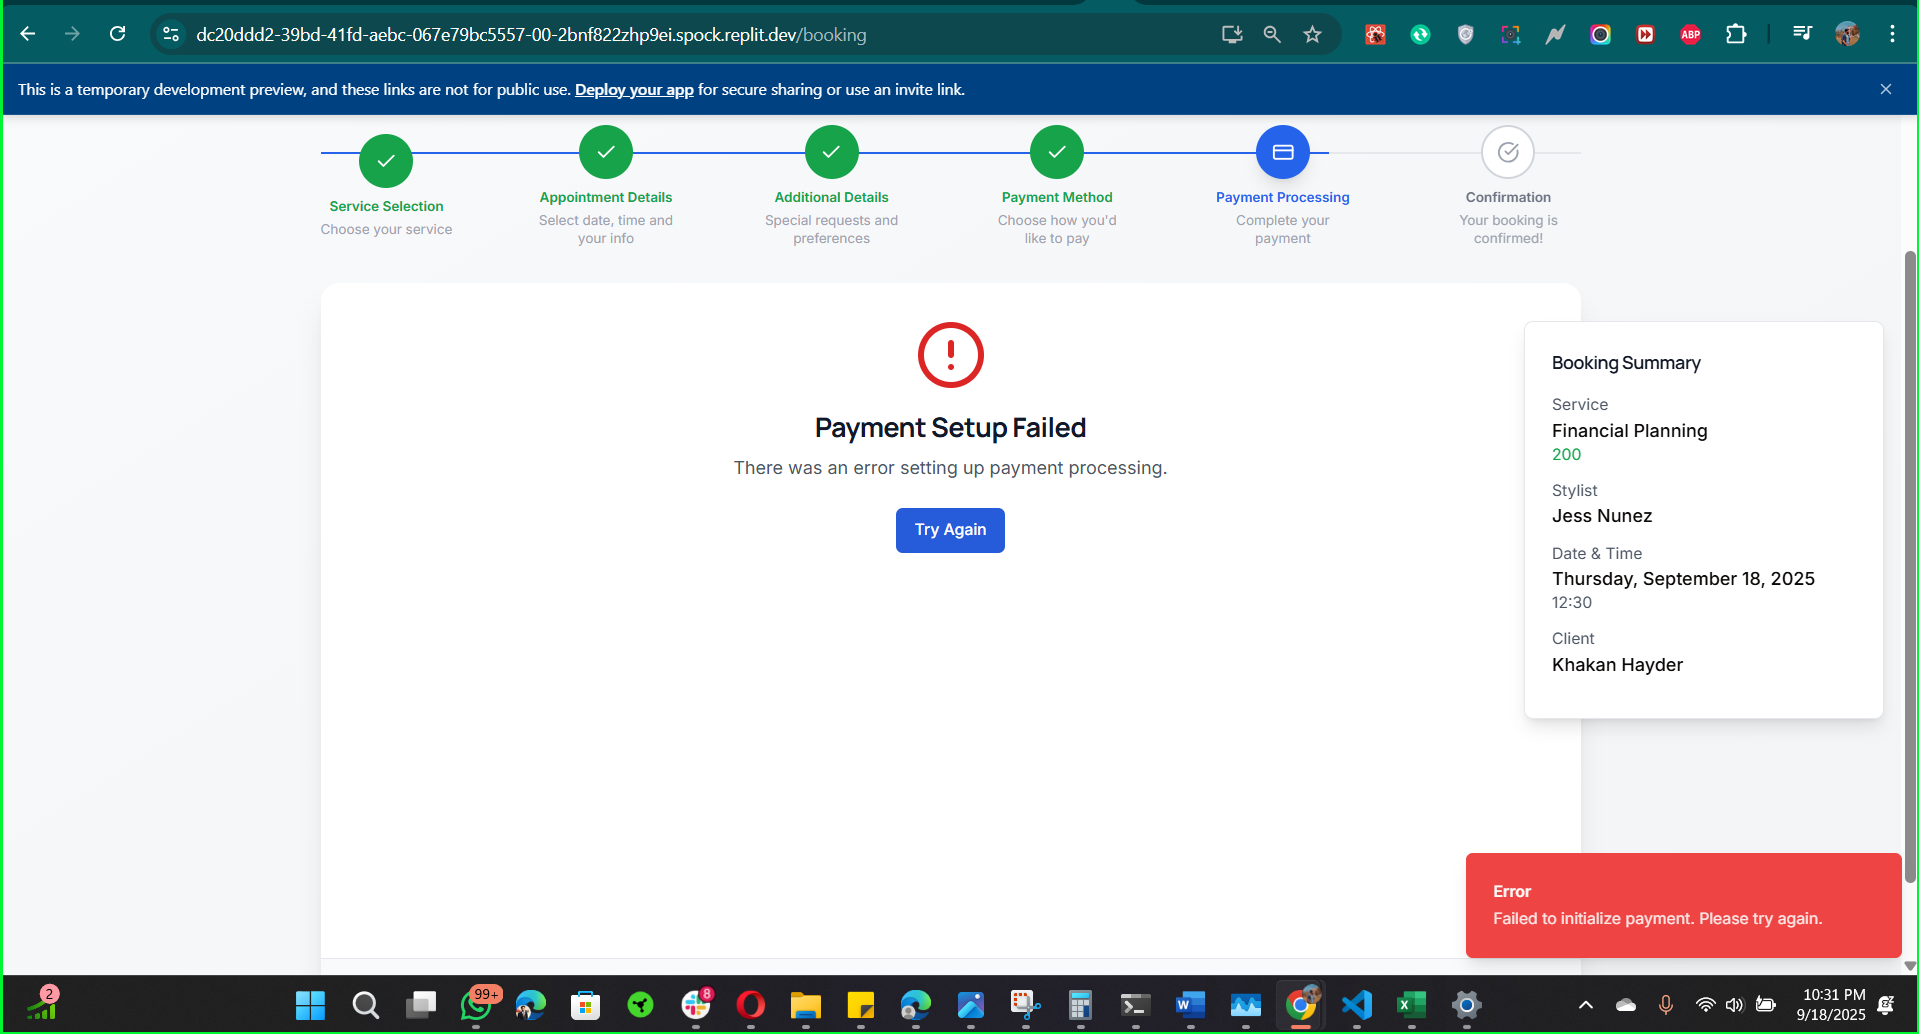 dc20ddd2-39bd-41fd-aebc-067e79bc5557-00-2bnf822zhp9ei.spock.replit.dev/booking
ABP
This is a temporary development preview, and these links are not for public use. Deploy your app for secure sharing or use an invite link.
Service Selection
Choose your service
Appointment Details
Select date, time and
your info
Additional Details
Special requests and
preferences
Payment Method
Choose how you'd
like to pay
Payment Processing
Complete your
payment
Confirmation
Your booking is
confirmed!
Payment Setup Failed
There was an error setting up payment processing.
Try Again
Booking Summary
Service
Financial Planning
200
Stylist
Jess Nunez
Date & Time
Thursday, September 18, 2025
12:30
Client
Khakan Hayder
Error
Failed to initialize payment. Please try again.
2
99+
8
10:31 PM
9/18/2025